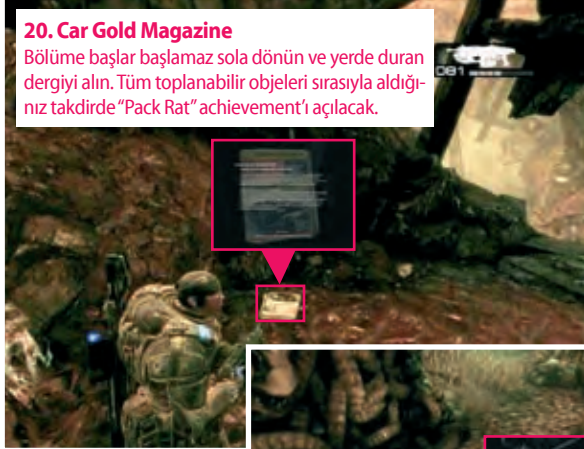 20. Car Gold Magazine
Bölüme başlar başlamaz sola dönün ve yerde duran
dergiyi alın. Tüm toplanabilir objeleri sırasıyla aldığı-
nız takdirde “Pack Rat” achievement’ı açılacak.
081